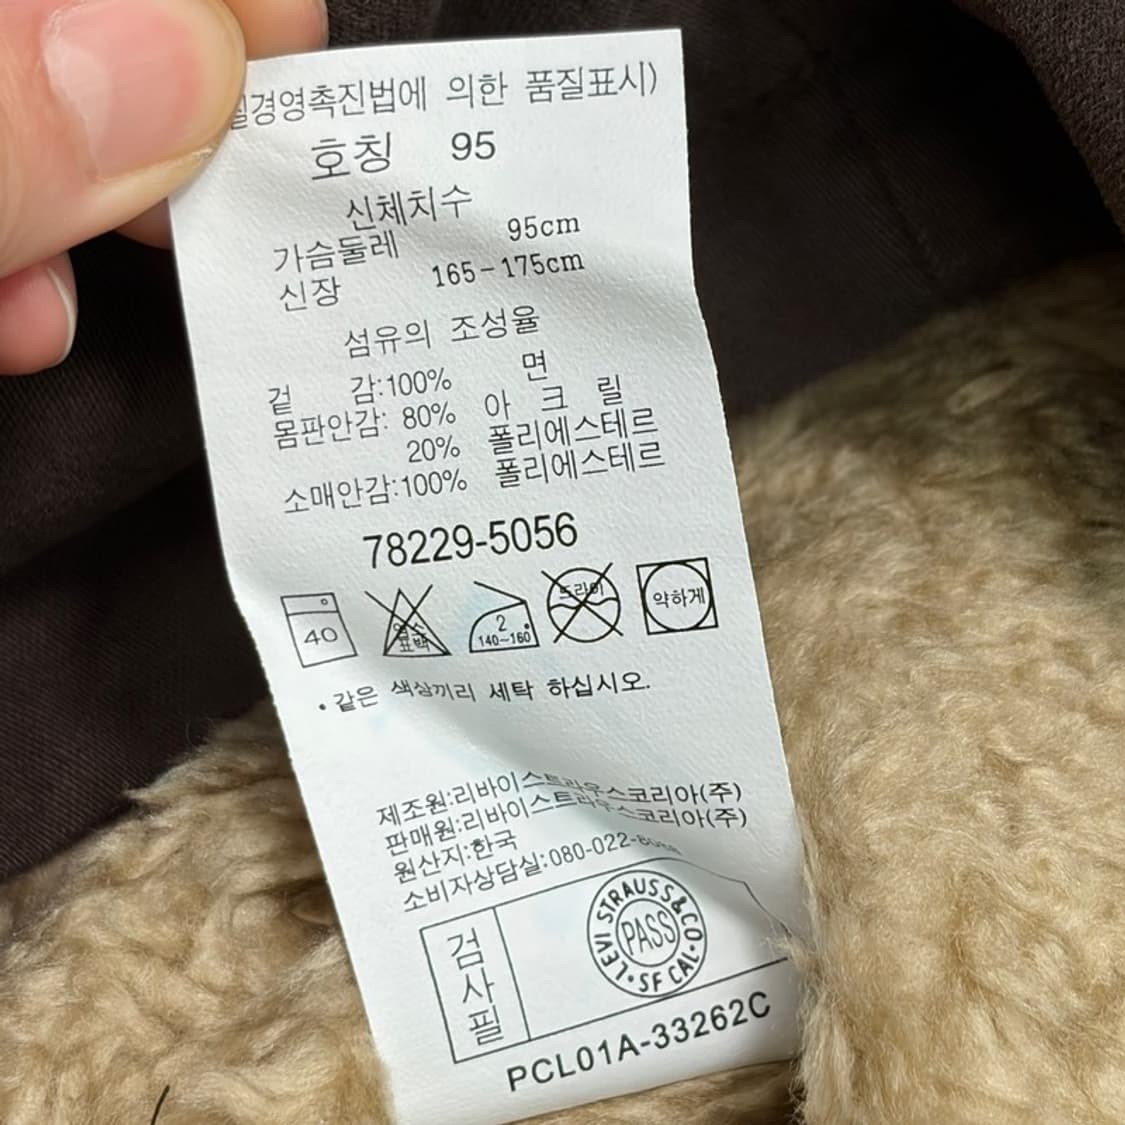 질경영촉진법에 의한 품질표시)
호칭 95
신체치수
가슴둘레 95cm
신장 165-175cm
섬유의 조성율
겉 감:100% 면
몸판안감: 80% 아 크 릴
20% 폴리에스테르
소매안감:100% 폴리에스테르
78229-5056
40
염소 표백
2
140~160
드라이
약하게
• 같은 색상끼리 세탁 하십시오.
제조원:리바이스트라우스코리아(주)
판매원:리바이스트라우스코리아(주)
원산지:한국
소비자상담실:080-022-
검사필
LEVI STRAUSS&CO. SF CAL.
PASS
PCL01A-33262C